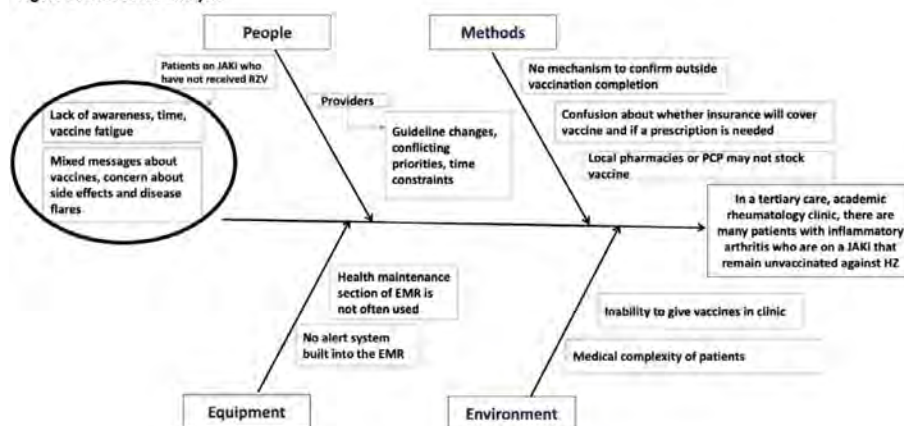 People
Methods
Patients on JAKi who
have not received RZV
Lack of awareness, time,
vaccine fatigue
Mixed messages about
vaccines, concern about
side effects and disease
flares
Providers
Guideline changes,
conflicting
priorities, time
constraints
No mechanism to confirm outside
vaccination completion
Confusion about whether insurance will cover
vaccine and if a prescription is needed
Local pharmacies or PCP may not stock
vaccine
In a tertiary care, academic
rheumatology clinic, there are
many patients with inflammatory
arthritis who are on a JAKi that
remain unvaccinated against HZ
Health maintenance
section of EMR is
not often used
No alert system
built into the EMR
Inability to give vaccines in clinic
Medical complexity of patients
Equipment
Environment